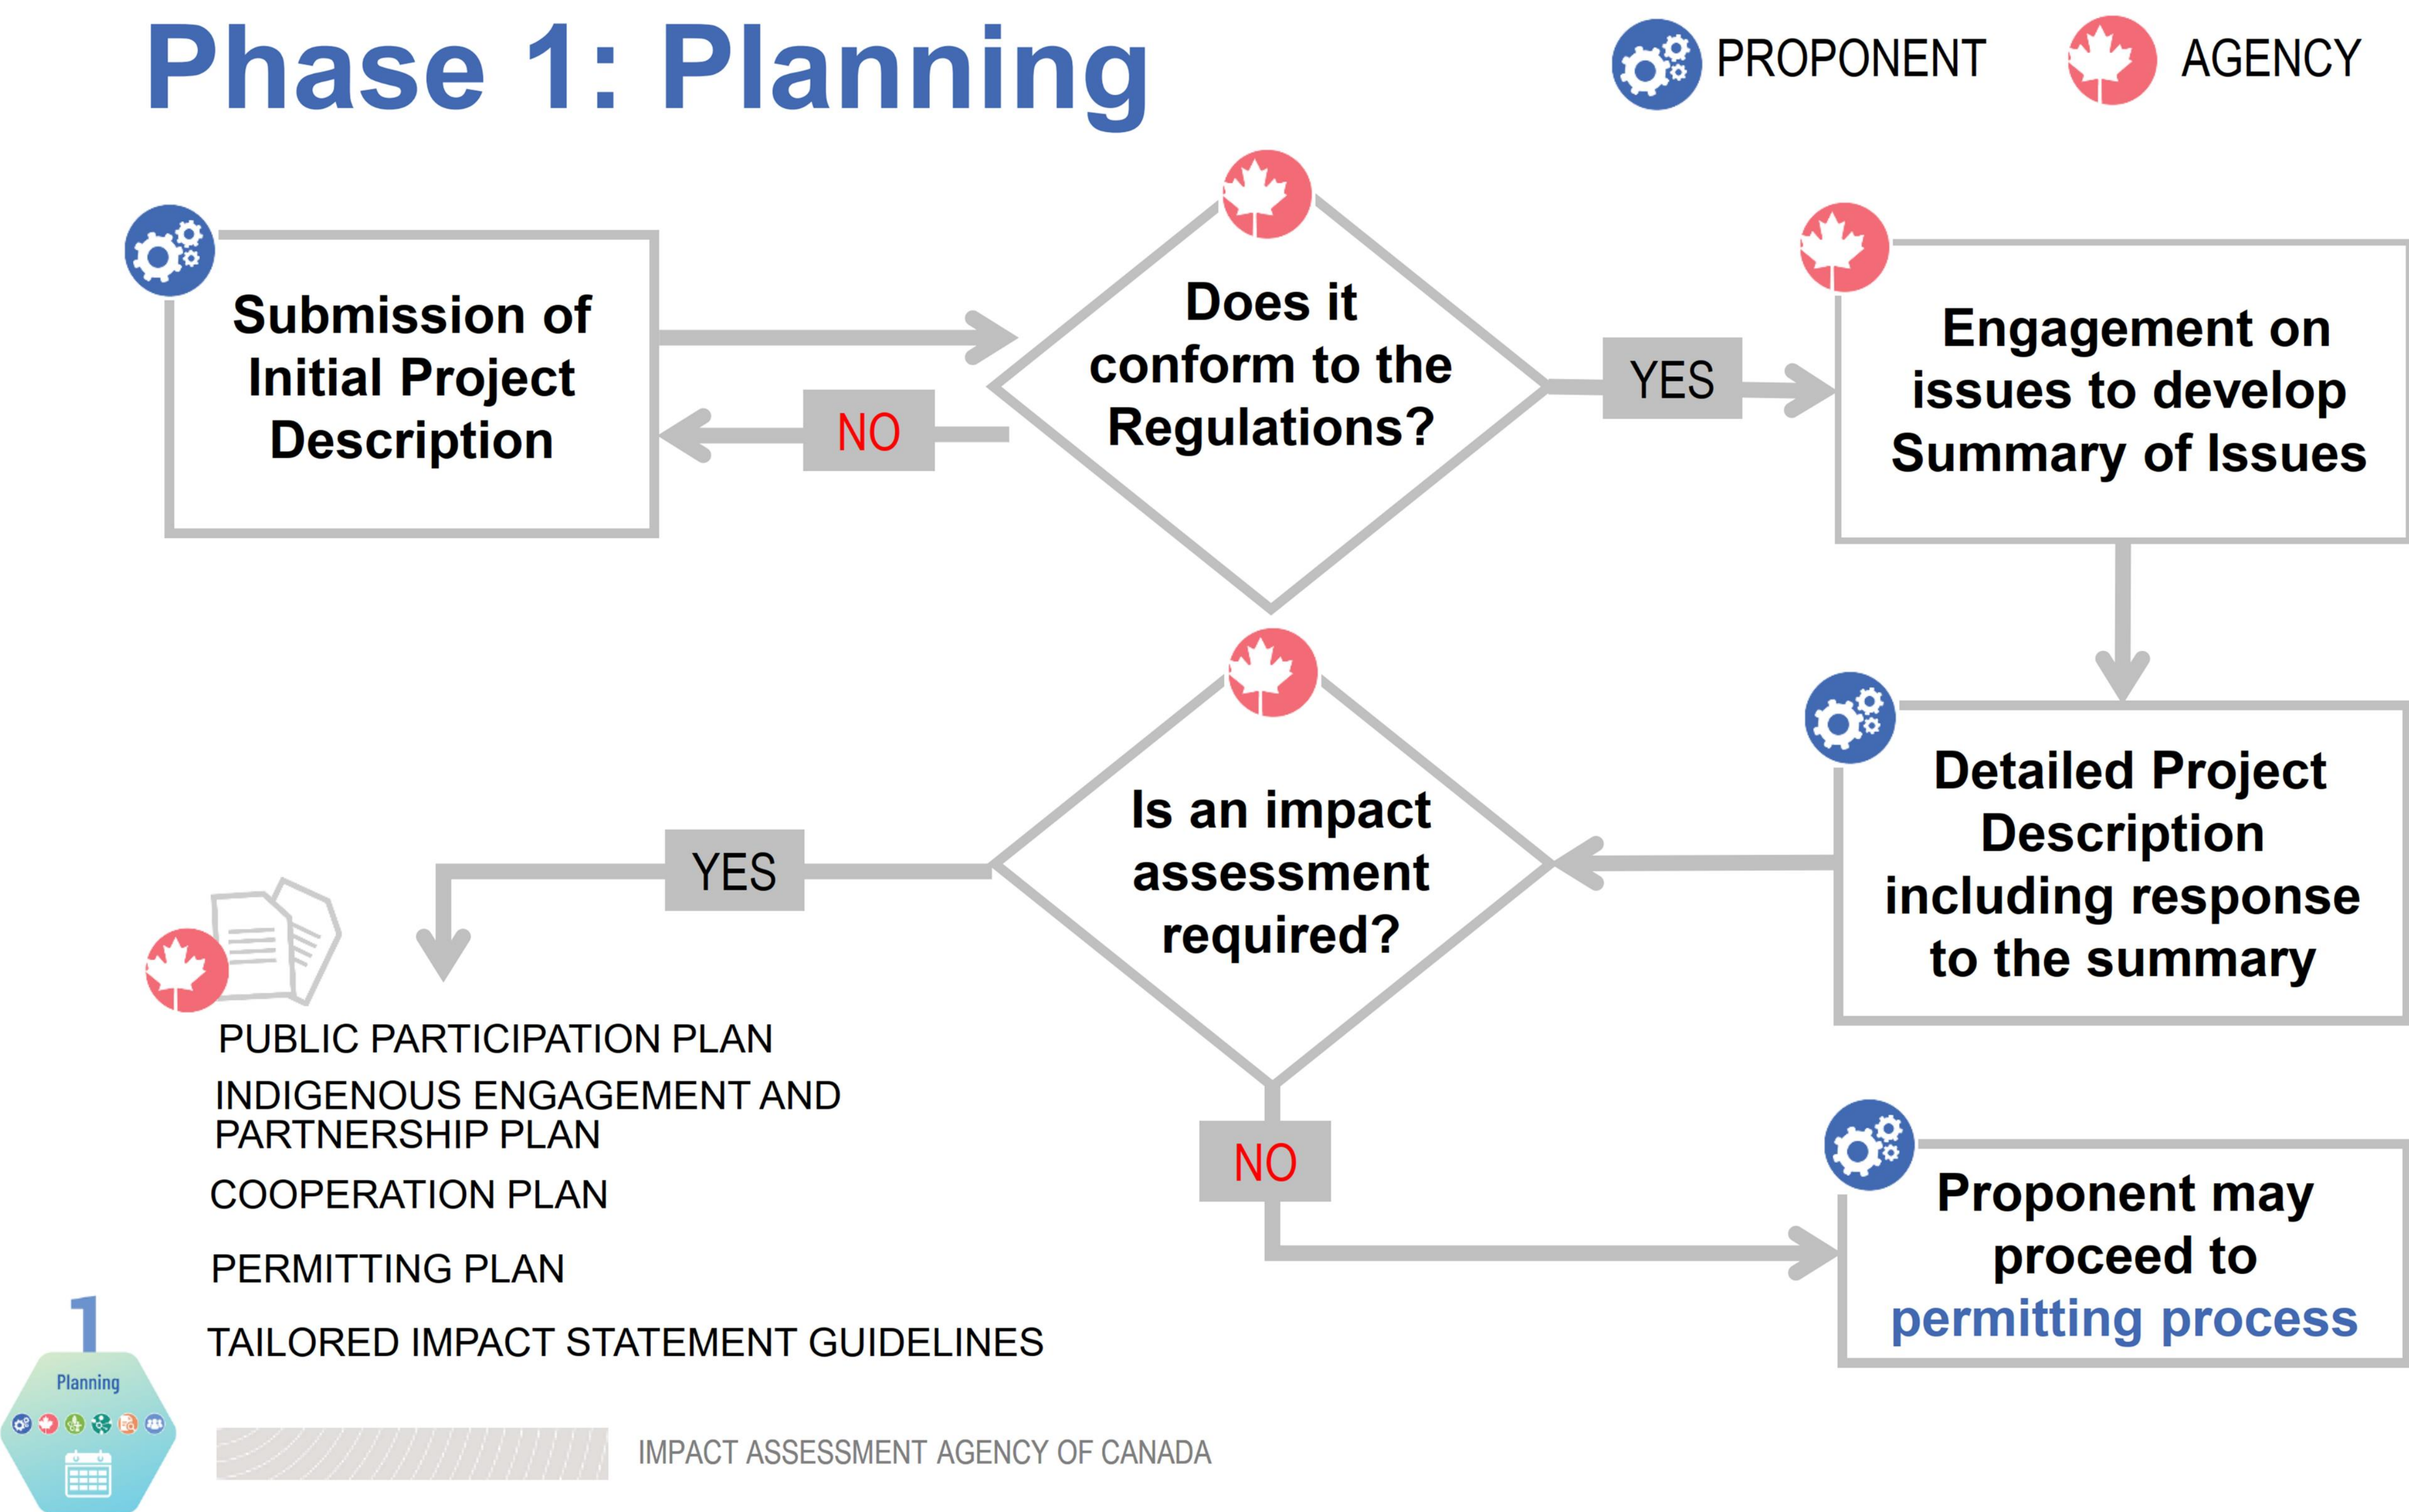 Phase 1: Planning
PROPONENT
AGENCY
Submission of
Initial Project
Description
Does it
conform to the
Regulations?
NO
YES
Engagement on
issues to develop
Summary of Issues
Detailed Project
Description
including response
to the summary
Is an impact
assessment
required?
YES
NO
PUBLIC PARTICIPATION PLAN
INDIGENOUS ENGAGEMENT AND
PARTNERSHIP PLAN
COOPERATION PLAN
PERMITTING PLAN
TAILORED IMPACT STATEMENT GUIDELINES
Proponent may
proceed to
permitting process
1
Planning
IMPACT ASSESSMENT AGENCY OF CANADA